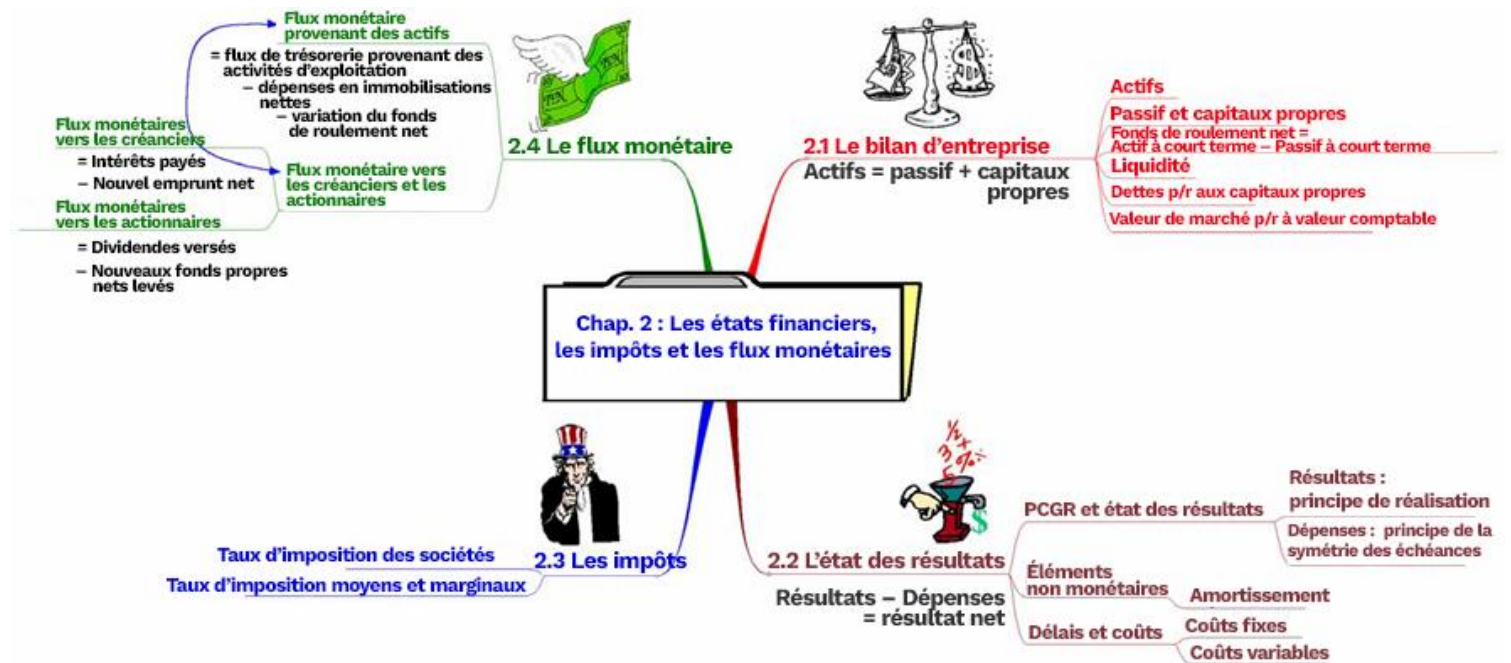 Chap. 2 : Les états financiers,
les impôts et les flux monétaires
2.1 Le bilan d'entreprise
Actifs = passif + capitaux
propres
Actifs
Passif et capitaux propres
Fonds de roulement net =
Actif à court terme – Passif à court terme
Liquidité
Dettes p/r aux capitaux propres
Valeur de marché p/r à valeur comptable
2.2 L'état des résultats
Résultats – Dépenses
= résultat net
PCGR et état des résultats
Résultats :
principe de réalisation
Dépenses : principe de la
symétrie des échéances
Éléments
non monétaires
Amortissement
Délais et coûts
Coûts fixes
Coûts variables
2.3 Les impôts
Taux d'imposition des sociétés
Taux d'imposition moyens et marginaux
2.4 Le flux monétaire
Flux monétaire
provenant des actifs
= flux de trésorerie provenant des
activités d'exploitation
– dépenses en immobilisations
nettes
– variation du fonds
de roulement net
Flux monétaire vers
les créanciers et les
actionnaires
Flux monétaires
vers les créanciers
= Intérêts payés
– Nouvel emprunt net
Flux monétaires
vers les actionnaires
= Dividendes versés
– Nouveaux fonds propres
nets levés